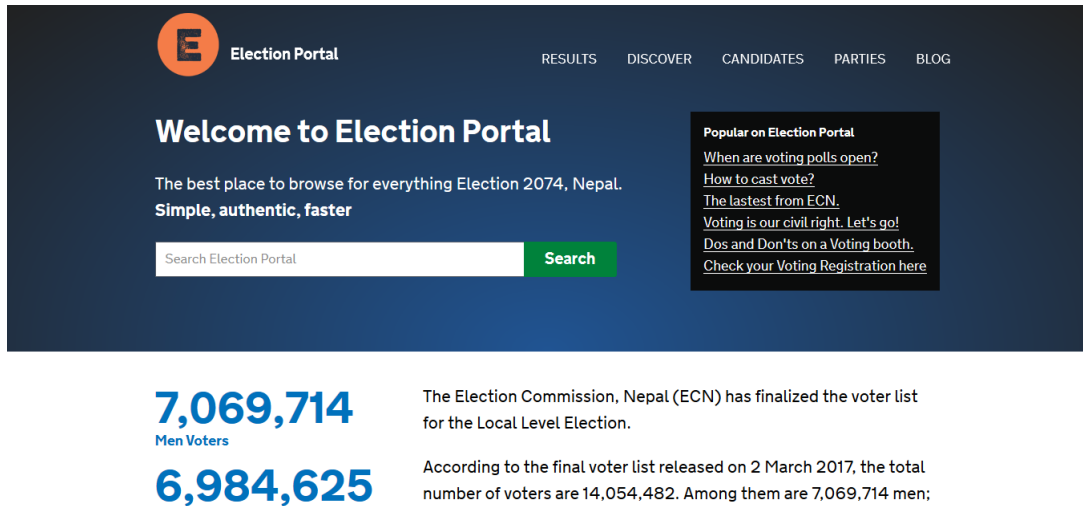 E
Election Portal
RESULTS DISCOVER CANDIDATES PARTIES BLOG
Welcome to Election Portal
The best place to browse for everything Election 2074, Nepal.
Simple, authentic, faster
Search Election Portal
Search
Popular on Election Portal
When are voting polls open?
How to cast vote?
The lastest from ECN.
Voting is our civil right. Let's go!
Dos and Don'ts on a Voting booth.
Check your Voting Registration here
7,069,714
Men Voters
6,984,625
The Election Commission, Nepal (ECN) has finalized the voter list
for the Local Level Election.
According to the final voter list released on 2 March 2017, the total
number of voters are 14,054,482. Among them are 7,069,714 men;